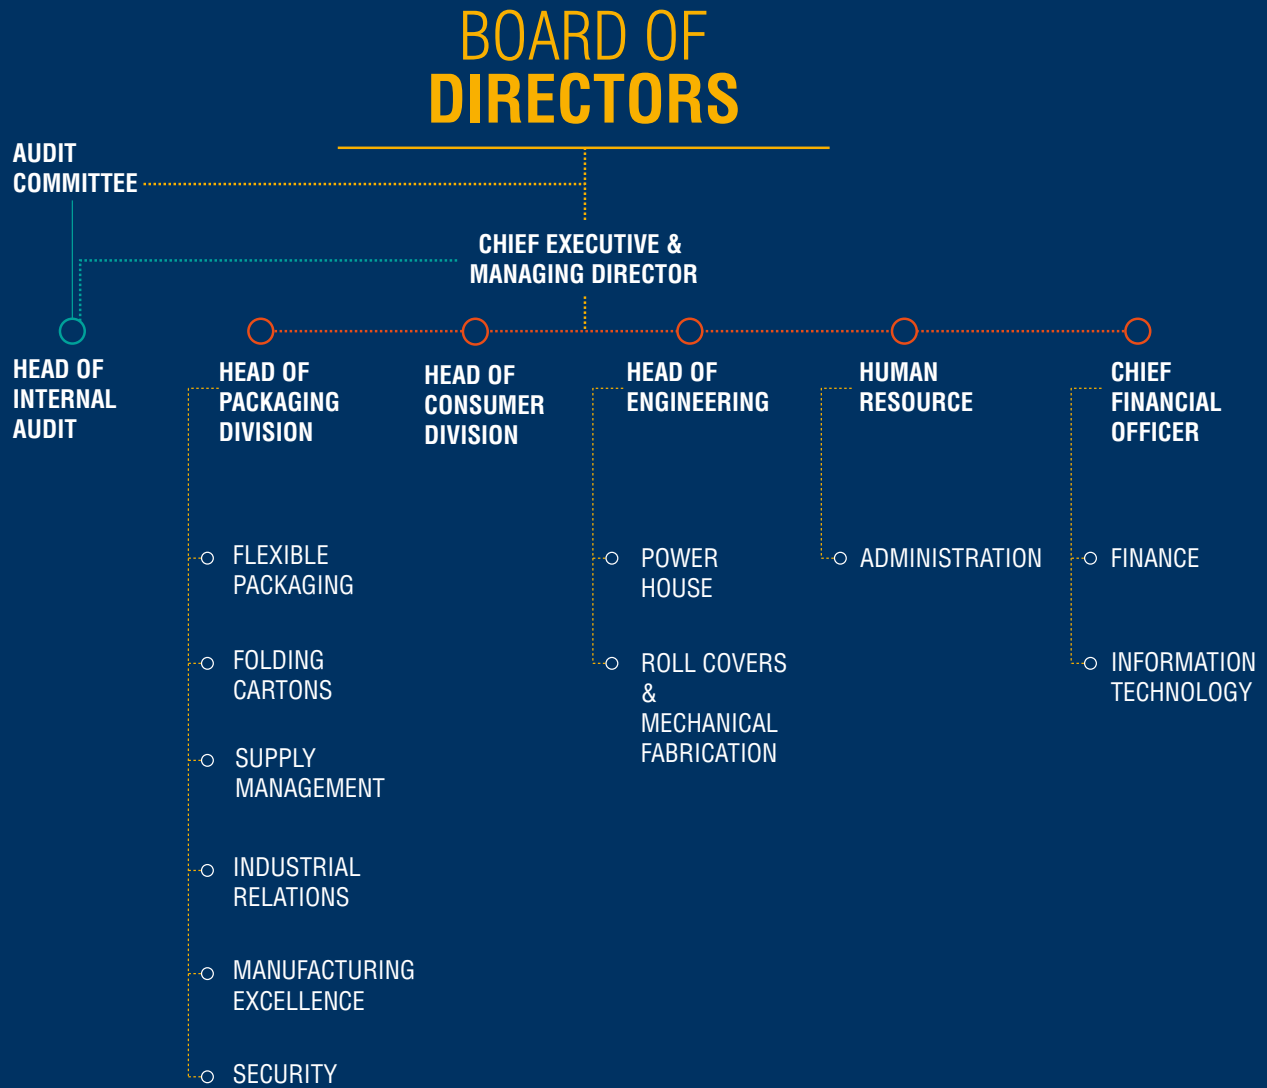 BOARD OF
DIRECTORS
AUDIT
COMMITTEE
CHIEF EXECUTIVE &
MANAGING DIRECTOR
HEAD OF
INTERNAL
AUDIT
HEAD OF
PACKAGING
DIVISION
HEAD OF
CONSUMER
DIVISION
HEAD OF
ENGINEERING
HUMAN
RESOURCE
CHIEF
FINANCIAL
OFFICER
FLEXIBLE
PACKAGING
FOLDING
CARTONS
SUPPLY
MANAGEMENT
INDUSTRIAL
RELATIONS
MANUFACTURING
EXCELLENCE
SECURITY
POWER
HOUSE
ROLL COVERS
&
MECHANICAL
FABRICATION
ADMINISTRATION
FINANCE
INFORMATION
TECHNOLOGY